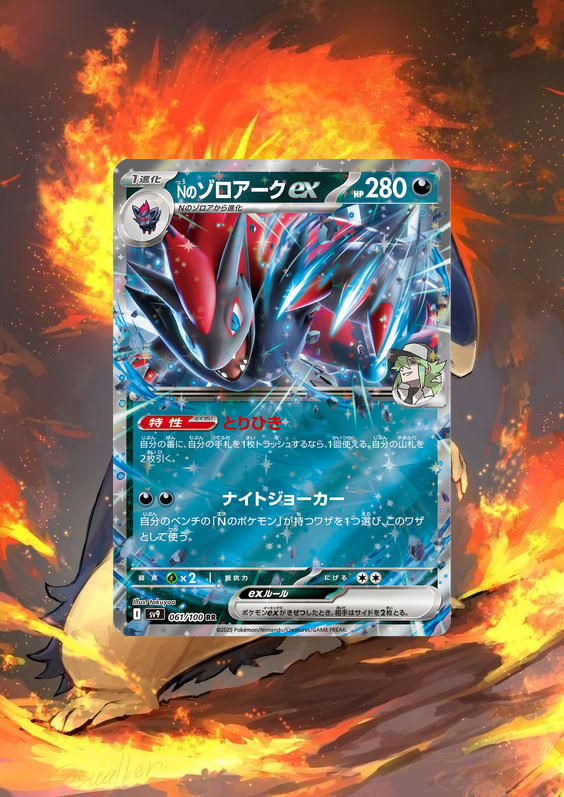 1進化
Nのゾロアークex HP 280
Nのゾロアから進化
特性 とくせい とりひき
自分の番に、自分の手札を1枚トラッシュするなら、1回使える。自分の山札を
2枚引く。
ナイトジョーカー
自分のベンチの「Nのポケモン」が持つワザを1つ選び、このワザ
として使う。
弱点 ×2 抵抗力 にげる
exルール
ポケモンexがきぜつしたとき、相手はサイドを2枚とる。
Illus. tokuyoa
sv9 061/100 RR
©2025 Pokémon/Nintendo/Creatures/GAME FREAK.